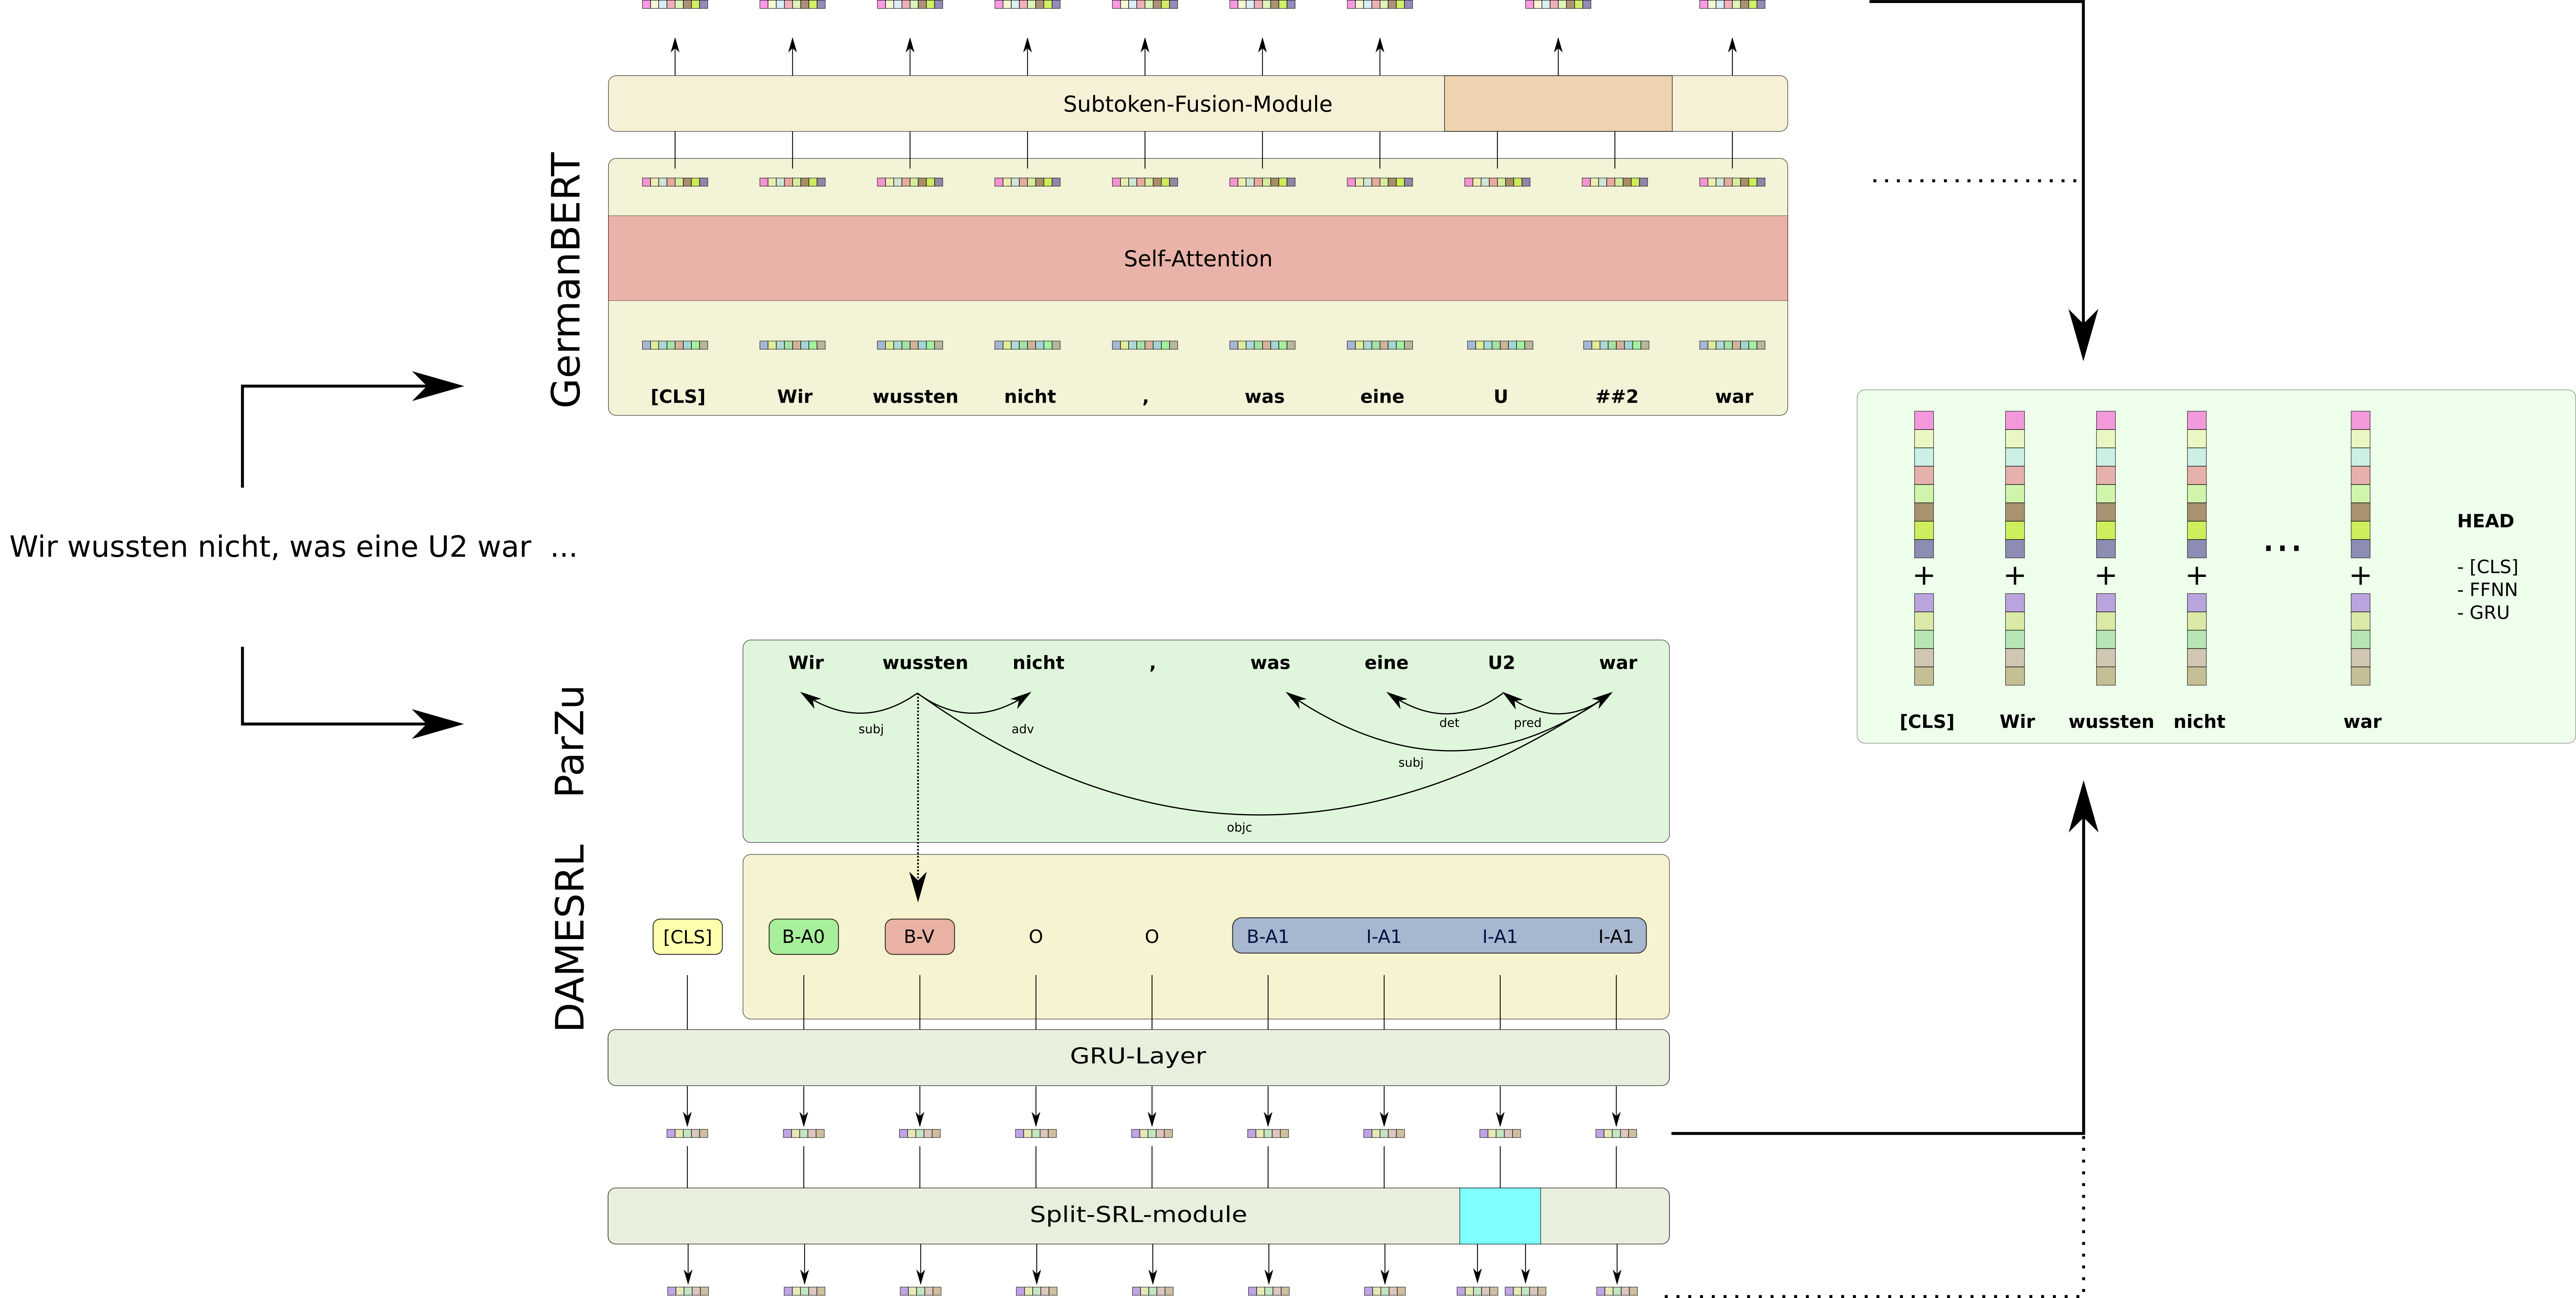 Subtoken-Fusion-Module
GermanBERT
Self-Attention
[CLS] Wir wussten nicht , was eine U ##2 war
Wir wussten nicht, was eine U2 war ...
ParZu
Wir wussten nicht , was eine U2 war
subj adv det pred
subj
objc
DAMESRL
[CLS] B-A0 B-V O O B-A1 I-A1 I-A1 I-A1
GRU-Layer
Split-SRL-module
+ + + + ... +
[CLS] Wir wussten nicht war
HEAD
- [CLS]
- FFNN
- GRU